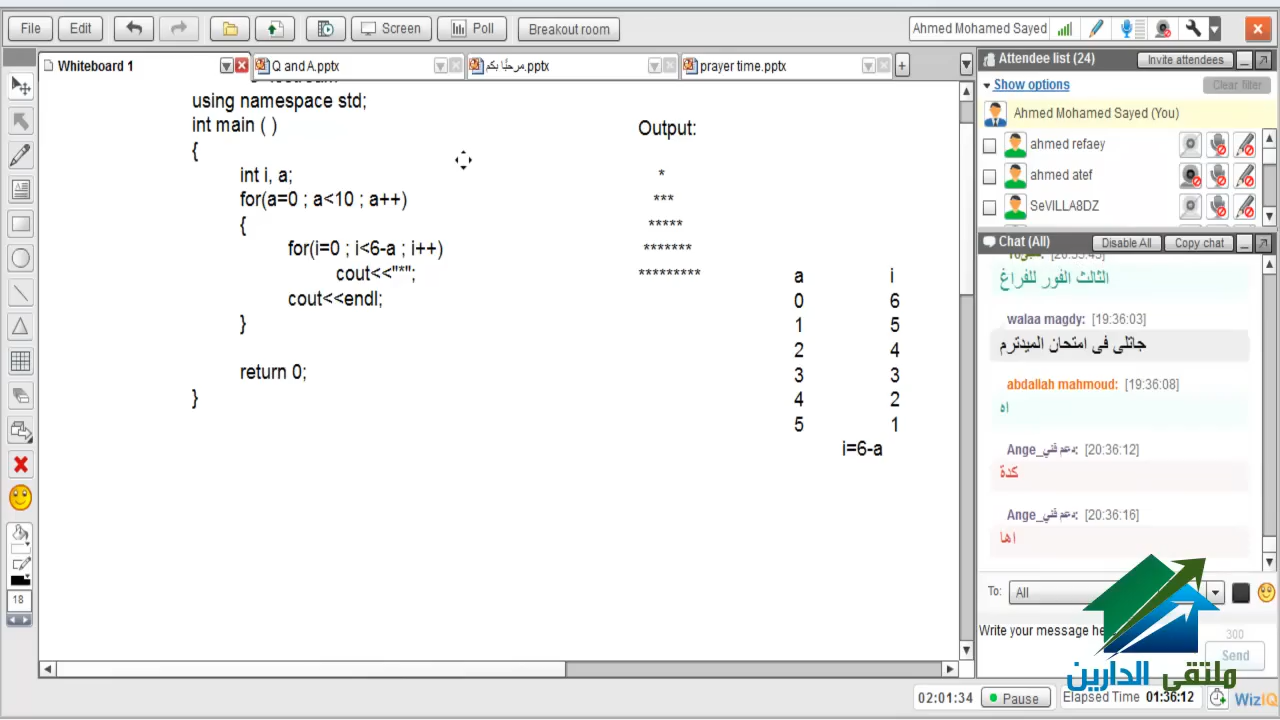 File Edit Screen Poll Breakout room Ahmed Mohamed Sayed
Whiteboard 1 Q and A.pptx مرحبًا بكم.pptx prayer time.pptx
using namespace std;
int main ( )
{
int i, a;
for(a=0 ; a<10 ; a++)
{
for(i=0 ; i<6-a ; i++)
cout<<"*";
cout<<endl;
}
return 0;
}
Output:
*
***
*****
*******
*********
a i
0 6
1 5
2 4
3 3
4 2
5 1
i=6-a
18
Attendee list (24) Invite attendees
Show options Clear filter
Ahmed Mohamed Sayed (You)
ahmed refaey
ahmed atef
SeVILLA8DZ
Chat (All) Disable All Copy chat
الثالث الفور للفراغ
walaa magdy: [19:36:03]
جاتلى فى امتحان الميدترم
abdallah mahmoud: [19:36:08]
اه
Ange_دعم فني: [20:36:12]
كدة
Ange_دعم فني: [20:36:16]
اها
To: All
Write your message he
300
Send
ملتقى الدارين
02:01:34 Pause Elapsed Time 01:36:12 WizIQ